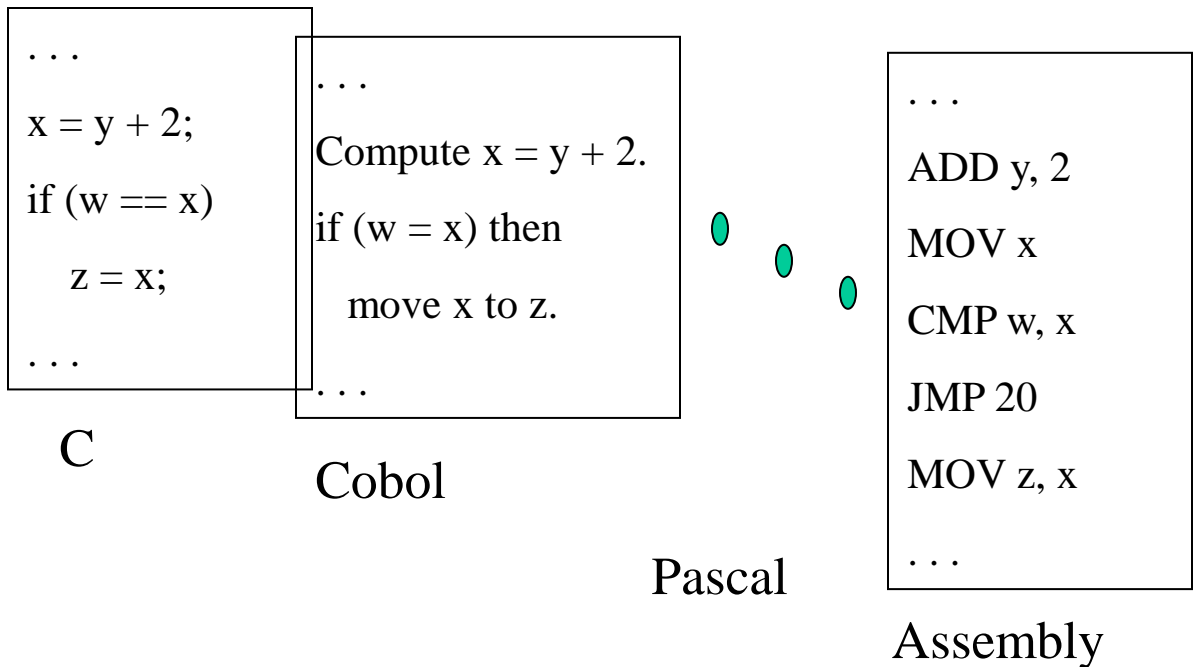 . . .
x = y + 2;
if (w == x)
z = x;
. . .
C
. . .
Compute x = y + 2.
if (w = x) then
move x to z.
. . .
Cobol
Pascal
. . .
ADD y, 2
MOV x
CMP w, x
JMP 20
MOV z, x
. . .
Assembly